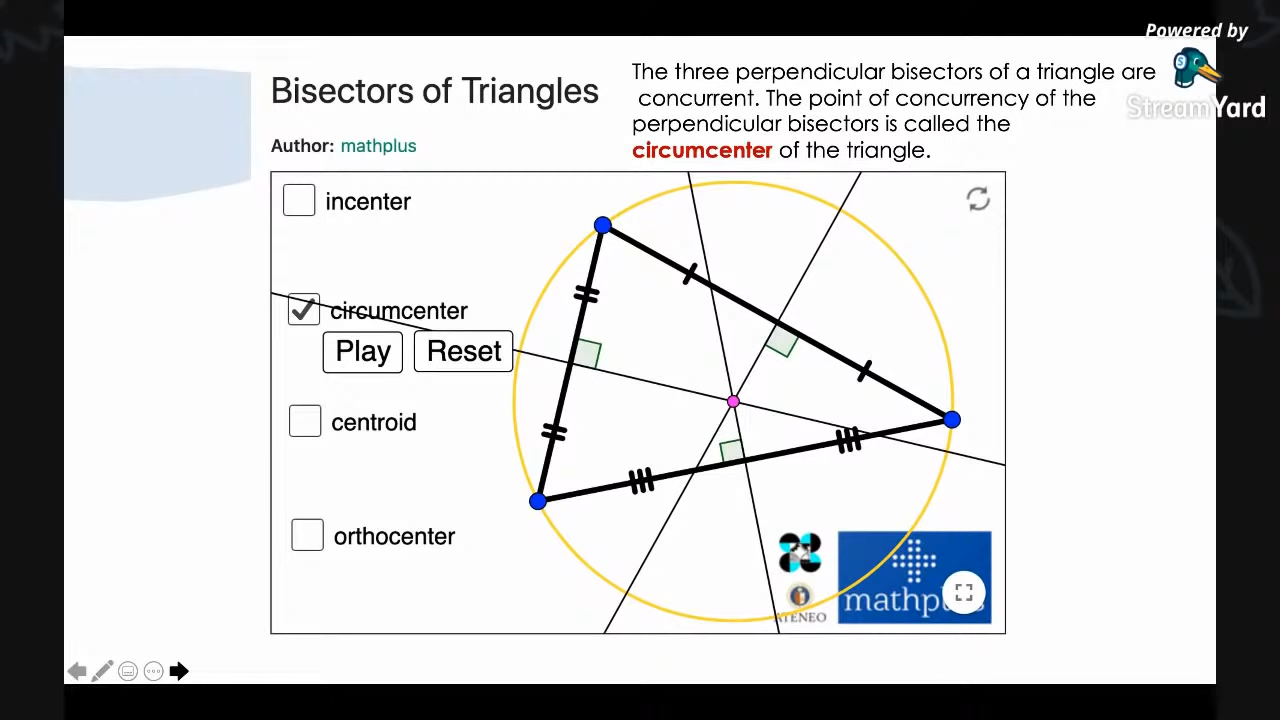 Powered by
StreamYard
Bisectors of Triangles
Author: mathplus
The three perpendicular bisectors of a triangle are
concurrent. The point of concurrency of the
perpendicular bisectors is called the
circumcenter of the triangle.
incenter
circumcenter
Play
Reset
centroid
orthocenter
ATENEO
mathplus